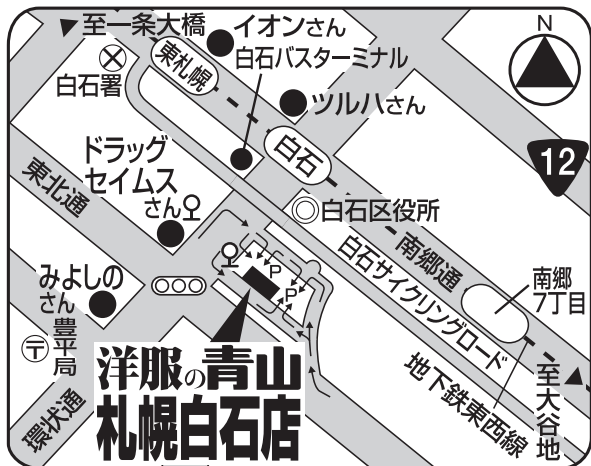 至一条大橋
イオンさん
N
東札幌
白石バスターミナル
白石署
ツルハさん
12
ドラッグ
セイムス
さん
白石
東北通
白石区役所
南郷通
白石サイクリングロード
南郷
7丁目
みよしの
さん
P
P
〒
豊平局
洋服の青山
札幌白石店
環状通
地下鉄東西線
至大谷地